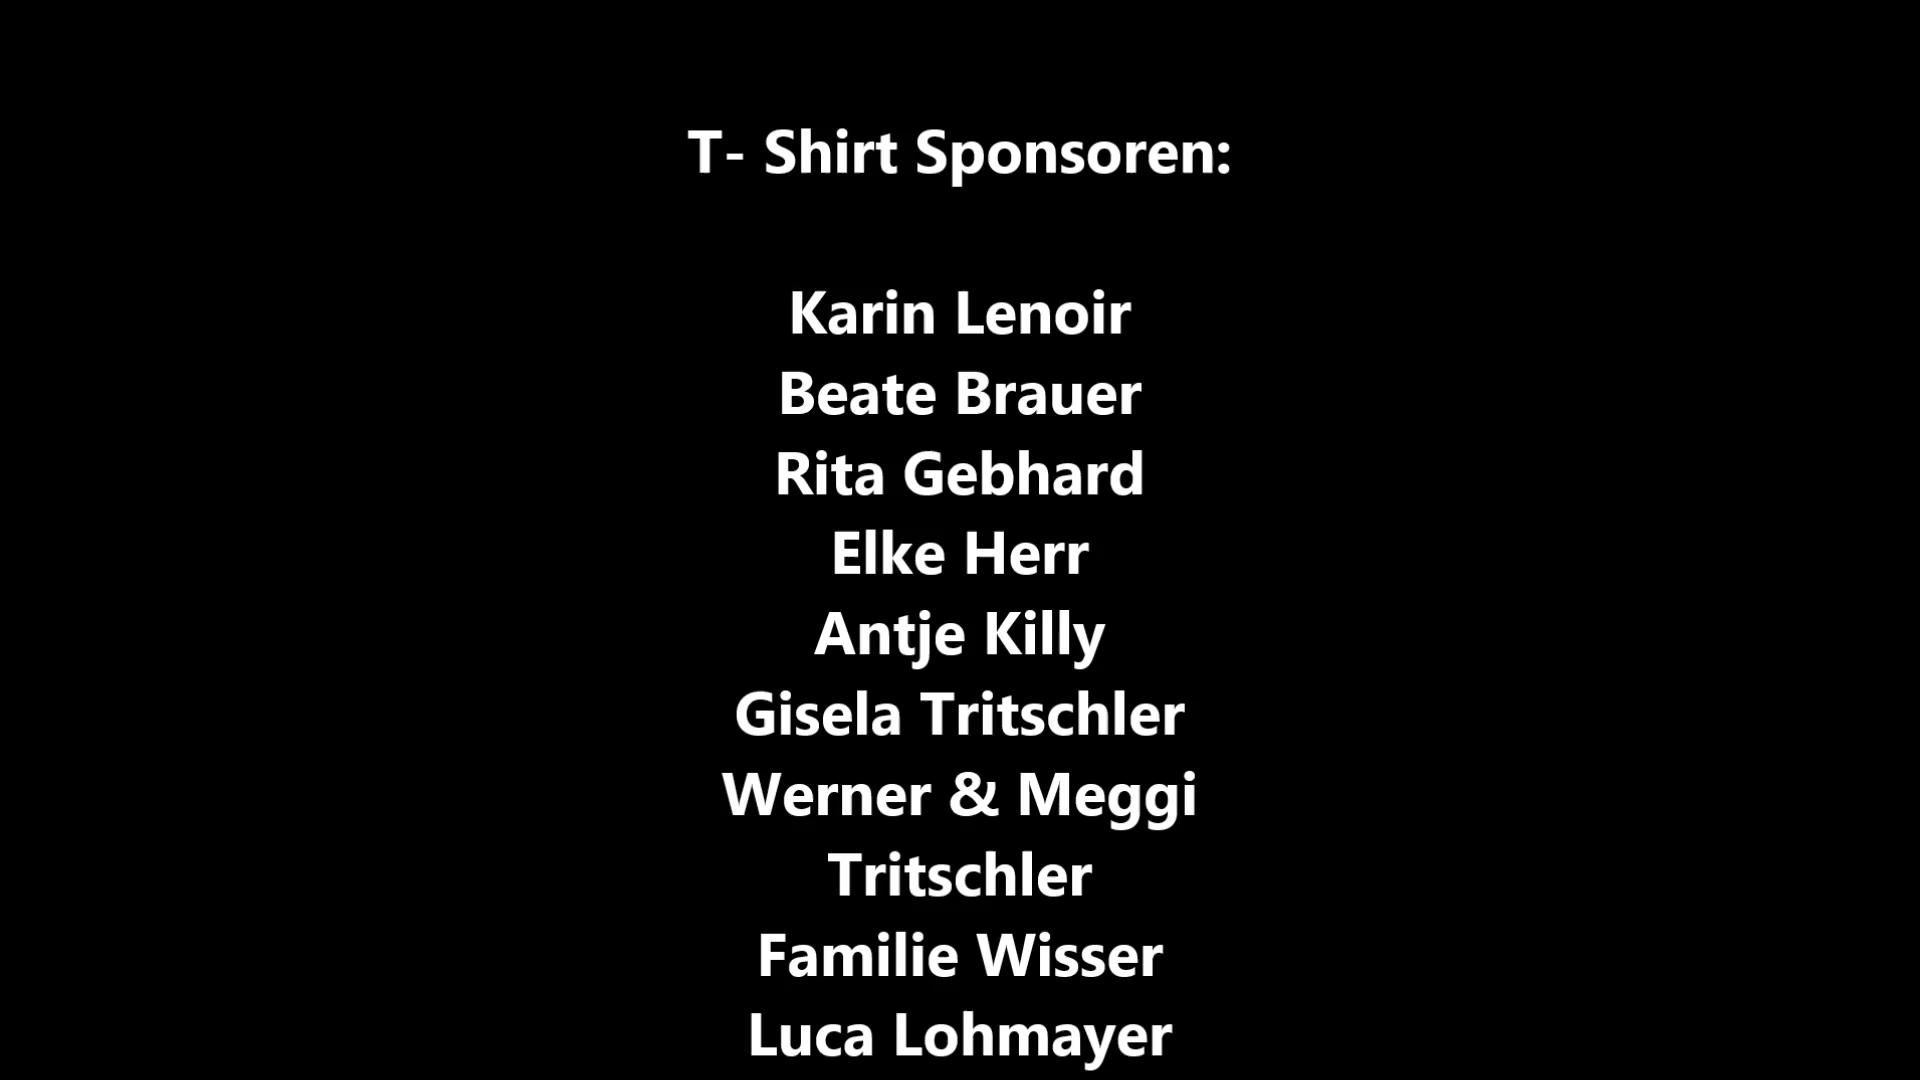 T- Shirt Sponsoren:
Karin Lenoir
Beate Brauer
Rita Gebhard
Elke Herr
Antje Killy
Gisela Tritschler
Werner & Meggi
Tritschler
Familie Wisser
Luca Lohmayer